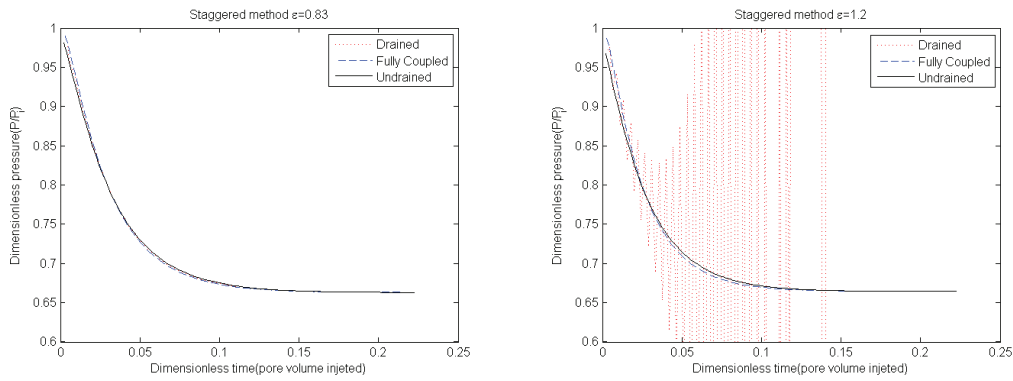 Staggered method ε=0.83
1
0.95
0.9
0.85
0.8
0.75
0.7
0.65
0.6
Dimensionless pressure(P/Pi)
Drained
Fully Coupled
Undrained
0
0.05
0.1
0.15
0.2
0.25
Dimensionless time(pore volume injeted)
Staggered method ε=1.2
1
0.95
0.9
0.85
0.8
0.75
0.7
0.65
0.6
Dimensionless pressure(P/Pi)
Drained
Fully Coupled
Undrained
0
0.05
0.1
0.15
0.2
0.25
Dimensionless time(pore volume injeted)